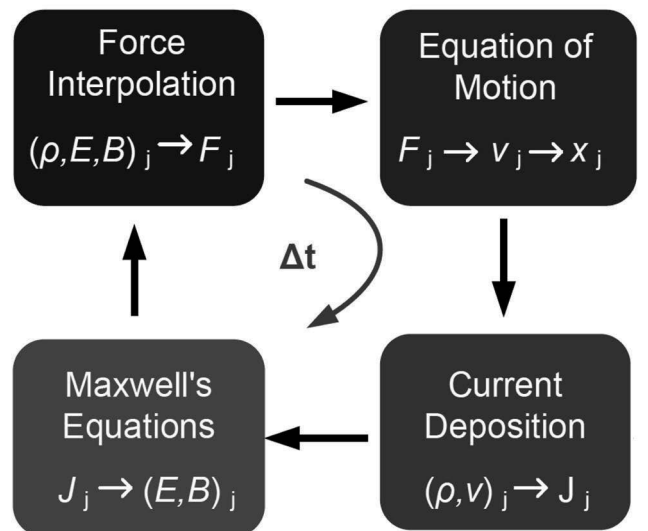 Force
Interpolation
(ρ,E,B) j → F j
Equation of
Motion
F j → v j → x j
Δt
Maxwell's
Equations
J j → (E,B) j
Current
Deposition
(ρ,v) j → J j